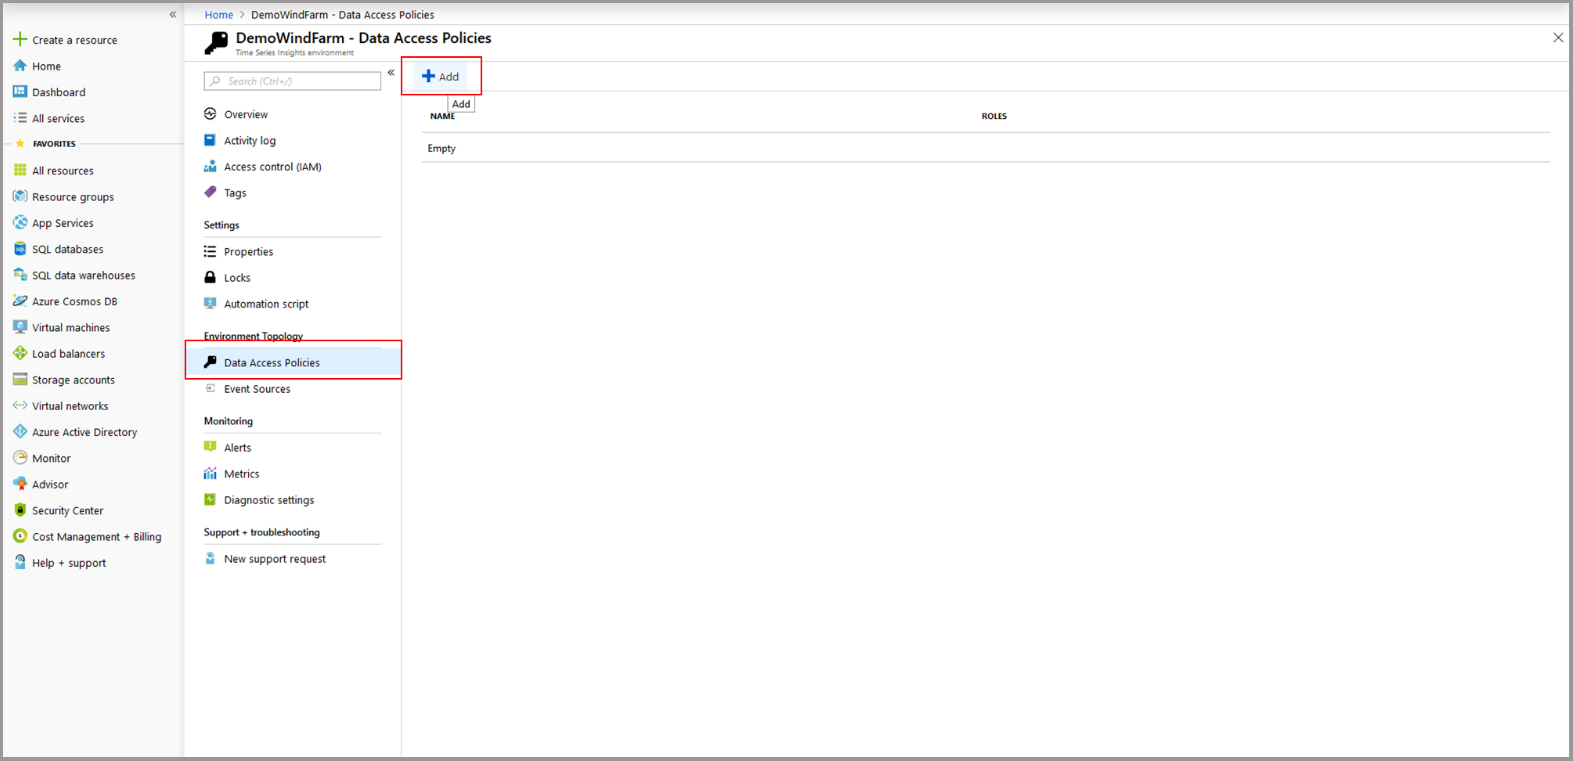 «
Create a resource
Home
Dashboard
All services
FAVORITES
All resources
Resource groups
App Services
SQL databases
SQL data warehouses
Azure Cosmos DB
Virtual machines
Load balancers
Storage accounts
Virtual networks
Azure Active Directory
Monitor
Advisor
Security Center
Cost Management + Billing
Help + support
Home > DemoWindFarm - Data Access Policies
DemoWindFarm - Data Access Policies
Time Series Insights environment
Search (Ctrl+/)
«
Overview
Activity log
Access control (IAM)
Tags
Settings
Properties
Locks
Automation script
Environment Topology
Data Access Policies
Event Sources
Monitoring
Alerts
Metrics
Diagnostic settings
Support + troubleshooting
New support request
Add
Add
NAME ROLES
Empty